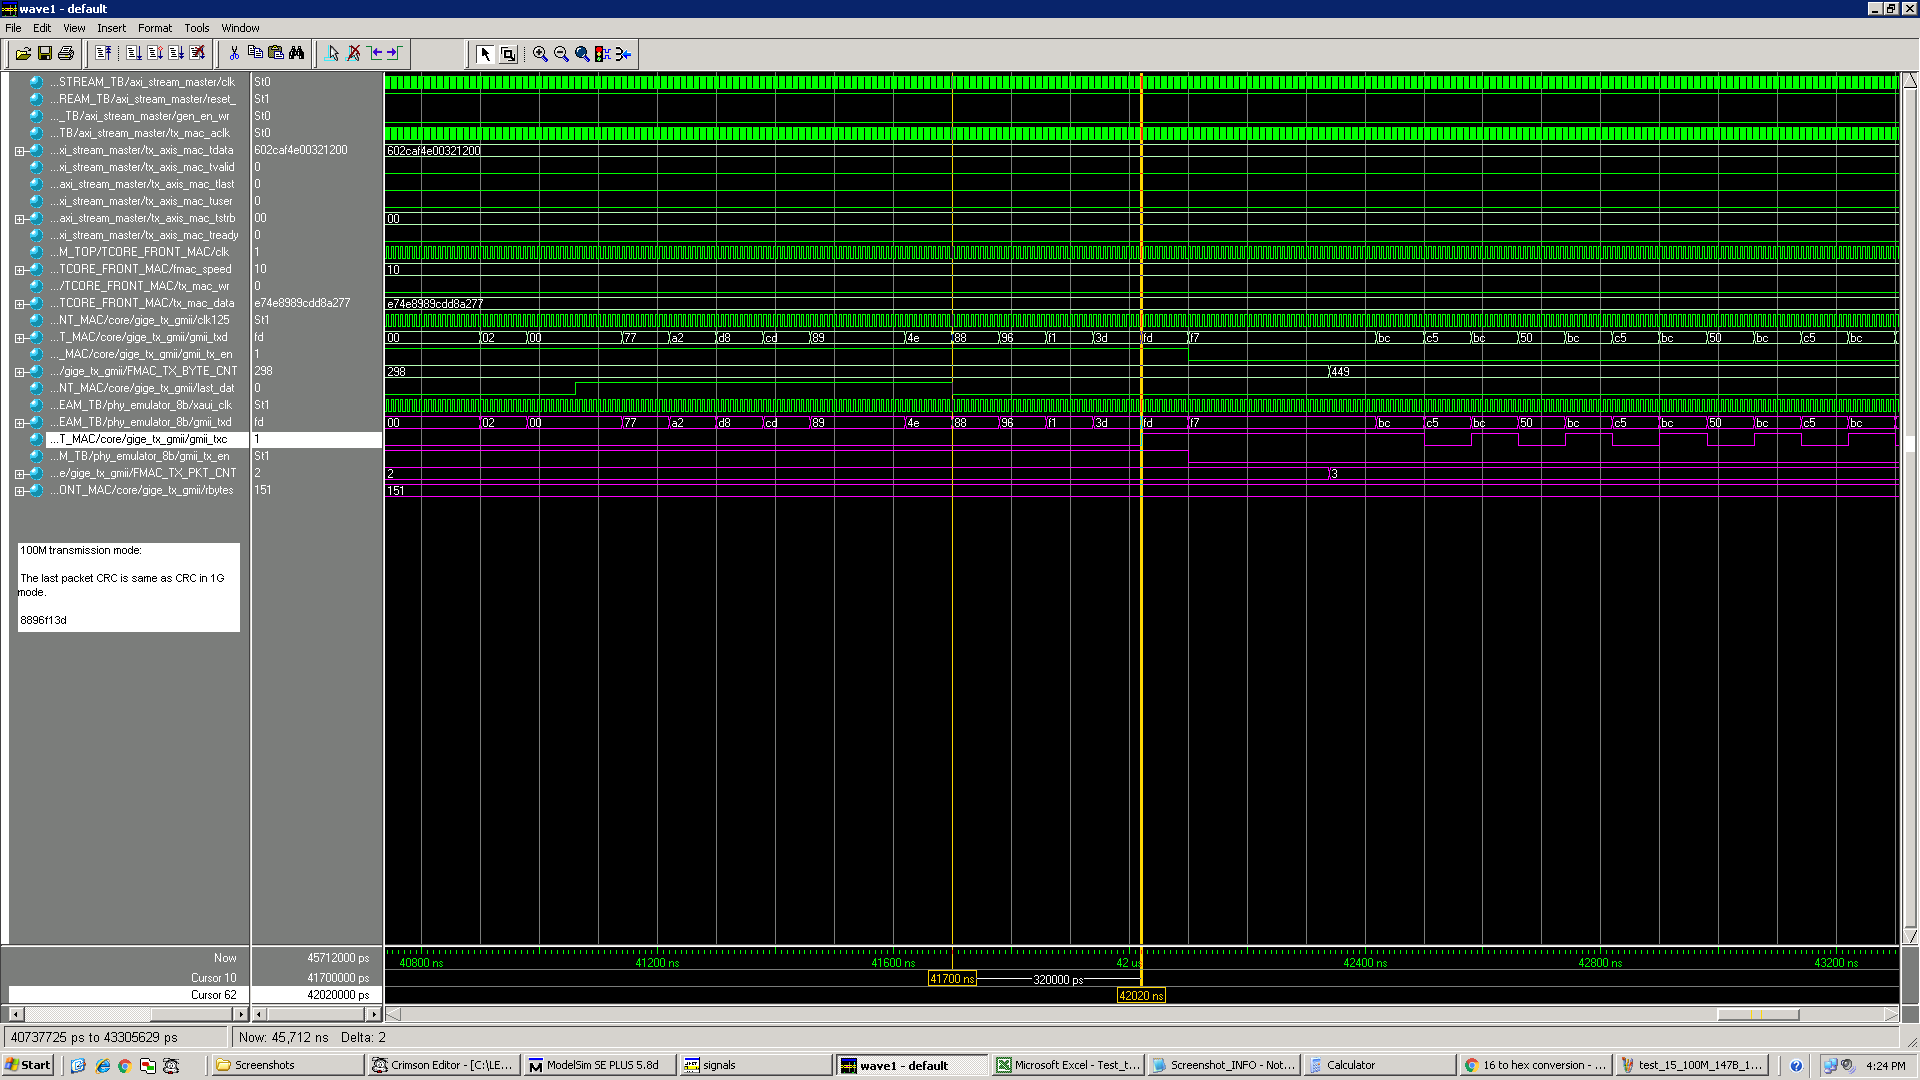 wave1 - default
File Edit View Insert Format Tools Window
...STREAM_TB/axi_stream_master/clk St0
...REAM_TB/axi_stream_master/reset_ St1
..._TB/axi_stream_master/gen_en_wr St0
...TB/axi_stream_master/tx_mac_aclk St0
...xi_stream_master/tx_axis_mac_tdata 602caf4e00321200 602caf4e00321200
...xi_stream_master/tx_axis_mac_tvalid 0
...axi_stream_master/tx_axis_mac_tlast 0
...xi_stream_master/tx_axis_mac_tuser 0
...axi_stream_master/tx_axis_mac_tstrb 00 00
...xi_stream_master/tx_axis_mac_tready 0
...M_TOP/TCORE_FRONT_MAC/clk 1
...TCORE_FRONT_MAC/fmac_speed 10 10
.../TCORE_FRONT_MAC/tx_mac_wr 0
...TCORE_FRONT_MAC/tx_mac_data e74e8989cdd8a277 e74e8989cdd8a277
...NT_MAC/core/gige_tx_gmii/clk125 St1
...T_MAC/core/gige_tx_gmii/gmii_txd fd 00 02 00 77 a2 d8 cd 89 4e 88 96 f1 3d fd f7 bc c5 bc 50 bc c5 bc 50 bc c5 bc
..._MAC/core/gige_tx_gmii/gmii_tx_en 1
.../gige_tx_gmii/FMAC_TX_BYTE_CNT 298 298 449
...NT_MAC/core/gige_tx_gmii/last_dat 0
...EAM_TB/phy_emulator_8b/xaui_clk St1
...EAM_TB/phy_emulator_8b/gmii_txd fd 00 02 00 77 a2 d8 cd 89 4e 88 96 f1 3d fd f7 bc c5 bc 50 bc c5 bc 50 bc c5 bc
...T_MAC/core/gige_tx_gmii/gmii_txc 1
...M_TB/phy_emulator_8b/gmii_tx_en St1
...e/gige_tx_gmii/FMAC_TX_PKT_CNT 2 2 3
...ONT_MAC/core/gige_tx_gmii/rbytes 151 151
100M transmission mode:
The last packet CRC is same as CRC in 1G
mode.
8896f13d
Now 45712000 ps 40800 ns 41200 ns 41600 ns 42 us 42400 ns 42800 ns 43200 ns
Cursor 10 41700000 ps 41700 ns 320000 ps
Cursor 62 42020000 ps 42020 ns
40737725 ps to 43305629 ps Now: 45,712 ns Delta: 2
Start Screenshots Crimson Editor - [C:\LE... ModelSim SE PLUS 5.8d signals wave1 - default Microsoft Excel - Test_t... Screenshot_INFO - Not... Calculator 16 to hex conversion - ... test_15_100M_147B_1... 4:24 PM